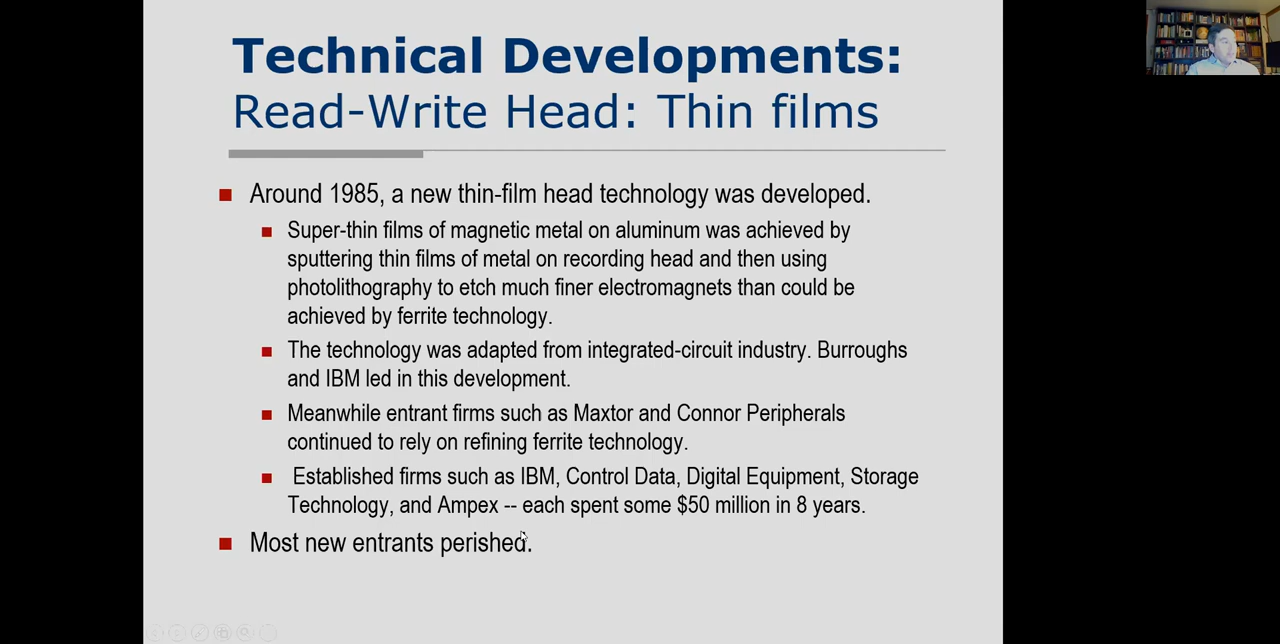 Technical Developments:
Read-Write Head: Thin films
Around 1985, a new thin-film head technology was developed.
Super-thin films of magnetic metal on aluminum was achieved by
sputtering thin films of metal on recording head and then using
photolithography to etch much finer electromagnets than could be
achieved by ferrite technology.
The technology was adapted from integrated-circuit industry. Burroughs
and IBM led in this development.
Meanwhile entrant firms such as Maxtor and Connor Peripherals
continued to rely on refining ferrite technology.
Established firms such as IBM, Control Data, Digital Equipment, Storage
Technology, and Ampex -- each spent some $50 million in 8 years.
Most new entrants perished.